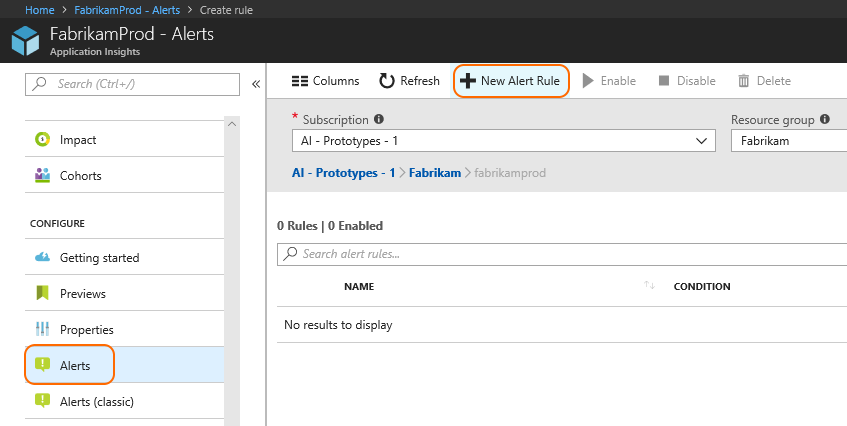 Home > FabrikamProd - Alerts > Create rule
FabrikamProd - Alerts
Application Insights
Search (Ctrl+/)
Impact
Cohorts
CONFIGURE
Getting started
Previews
Properties
Alerts
Alerts (classic)
Columns Refresh New Alert Rule Enable Disable Delete
* Subscription Resource group
AI - Prototypes - 1 Fabrikam
AI - Prototypes - 1 > Fabrikam > fabrikamprod
0 Rules | 0 Enabled
Search alert rules...
NAME CONDITION
No results to display